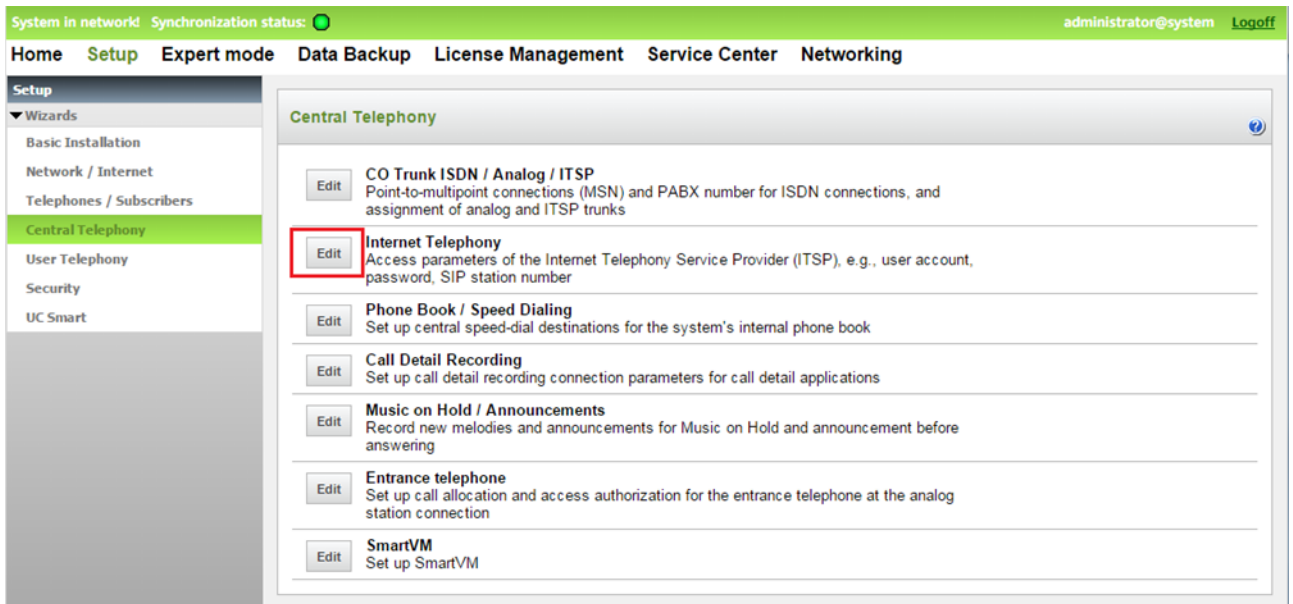 System in network! Synchronization status:
administrator@system Logoff
Home Setup Expert mode Data Backup License Management Service Center Networking
Setup
Wizards
Basic Installation
Network / Internet
Telephones / Subscribers
Central Telephony
User Telephony
Security
UC Smart
Central Telephony
?
Edit
CO Trunk ISDN / Analog / ITSP
Point-to-multipoint connections (MSN) and PABX number for ISDN connections, and
assignment of analog and ITSP trunks
Edit
Internet Telephony
Access parameters of the Internet Telephony Service Provider (ITSP), e.g., user account,
password, SIP station number
Edit
Phone Book / Speed Dialing
Set up central speed-dial destinations for the system's internal phone book
Edit
Call Detail Recording
Set up call detail recording connection parameters for call detail applications
Edit
Music on Hold / Announcements
Record new melodies and announcements for Music on Hold and announcement before
answering
Edit
Entrance telephone
Set up call allocation and access authorization for the entrance telephone at the analog
station connection
Edit
SmartVM
Set up SmartVM